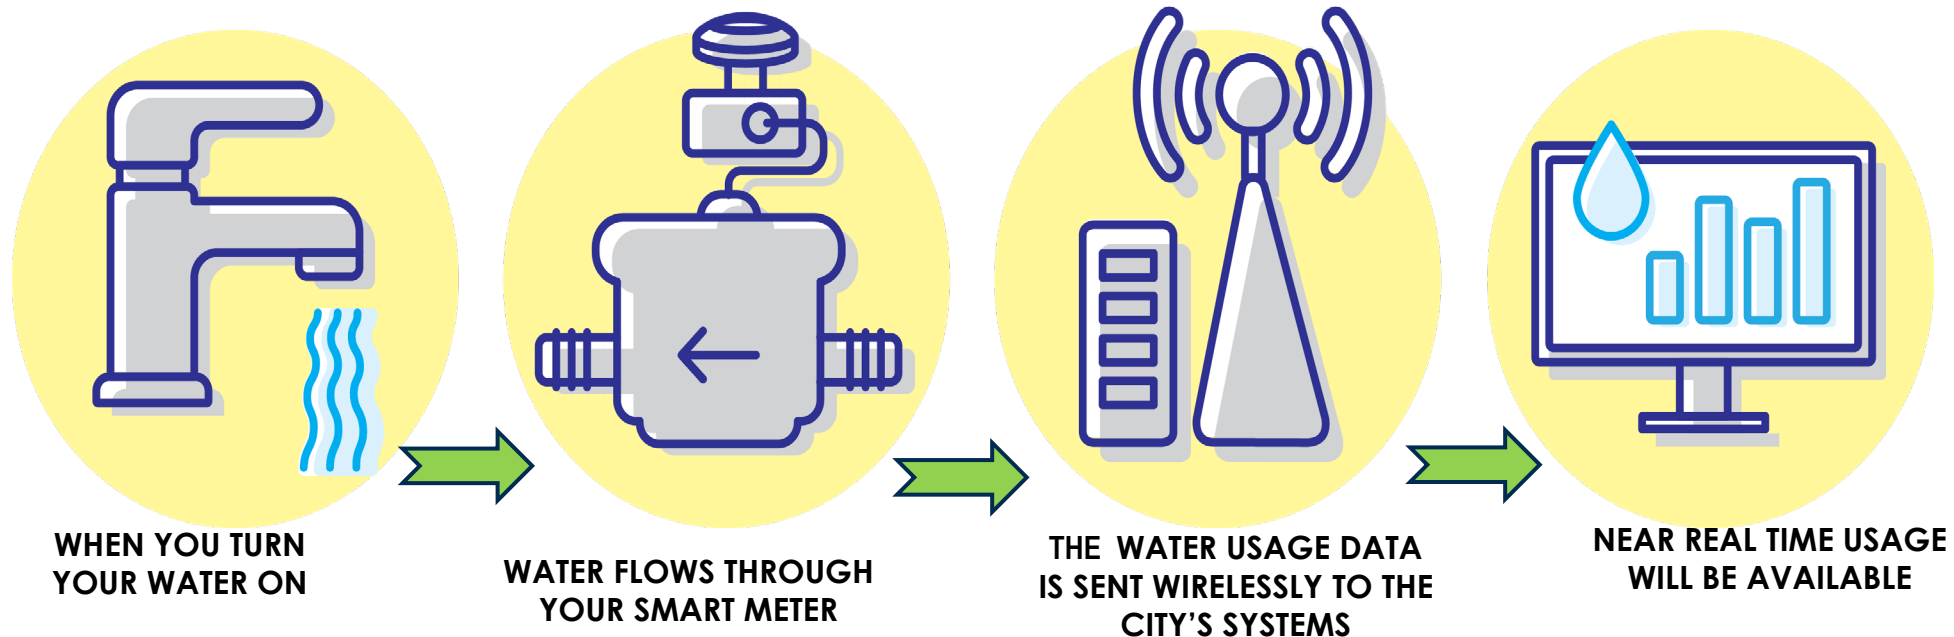 WHEN YOU TURN
YOUR WATER ON
WATER FLOWS THROUGH
YOUR SMART METER
THE WATER USAGE DATA
IS SENT WIRELESSLY TO THE
CITY’S SYSTEMS
NEAR REAL TIME USAGE
WILL BE AVAILABLE